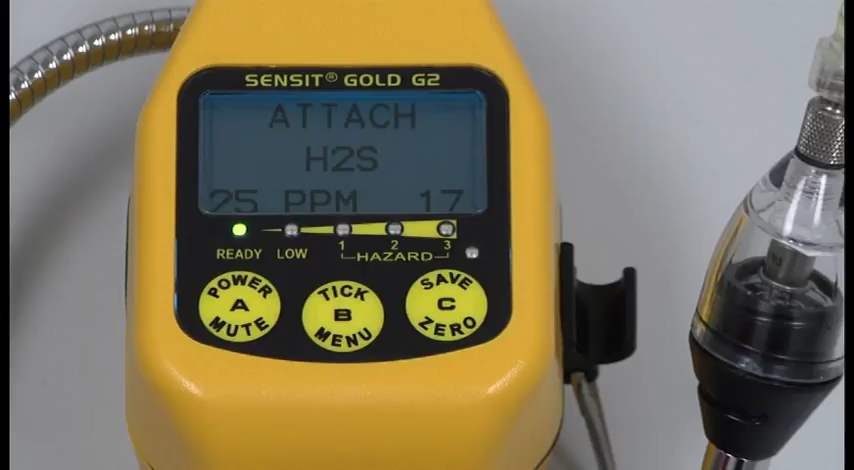 SENSIT® GOLD G2
ATTACH
H2S
25 PPM 17
READY LOW 1 2 3
HAZARD
POWER A MUTE
TICK B MENU
SAVE C ZERO